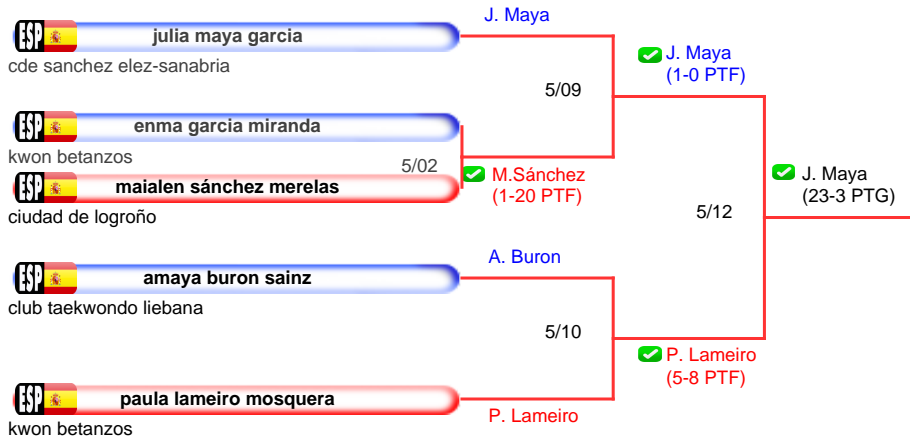 J. Maya
ESP julia maya garcia
cde sanchez elez-sanabria
J. Maya
(1-0 PTF)
5/09
ESP enma garcia miranda
kwon betanzos
5/02
M.Sánchez
(1-20 PTF)
ESP maialen sánchez merelas
ciudad de logroño
J. Maya
(23-3 PTG)
5/12
A. Buron
ESP amaya buron sainz
club taekwondo liebana
5/10
P. Lameiro
(5-8 PTF)
ESP paula lameiro mosquera
P. Lameiro
kwon betanzos